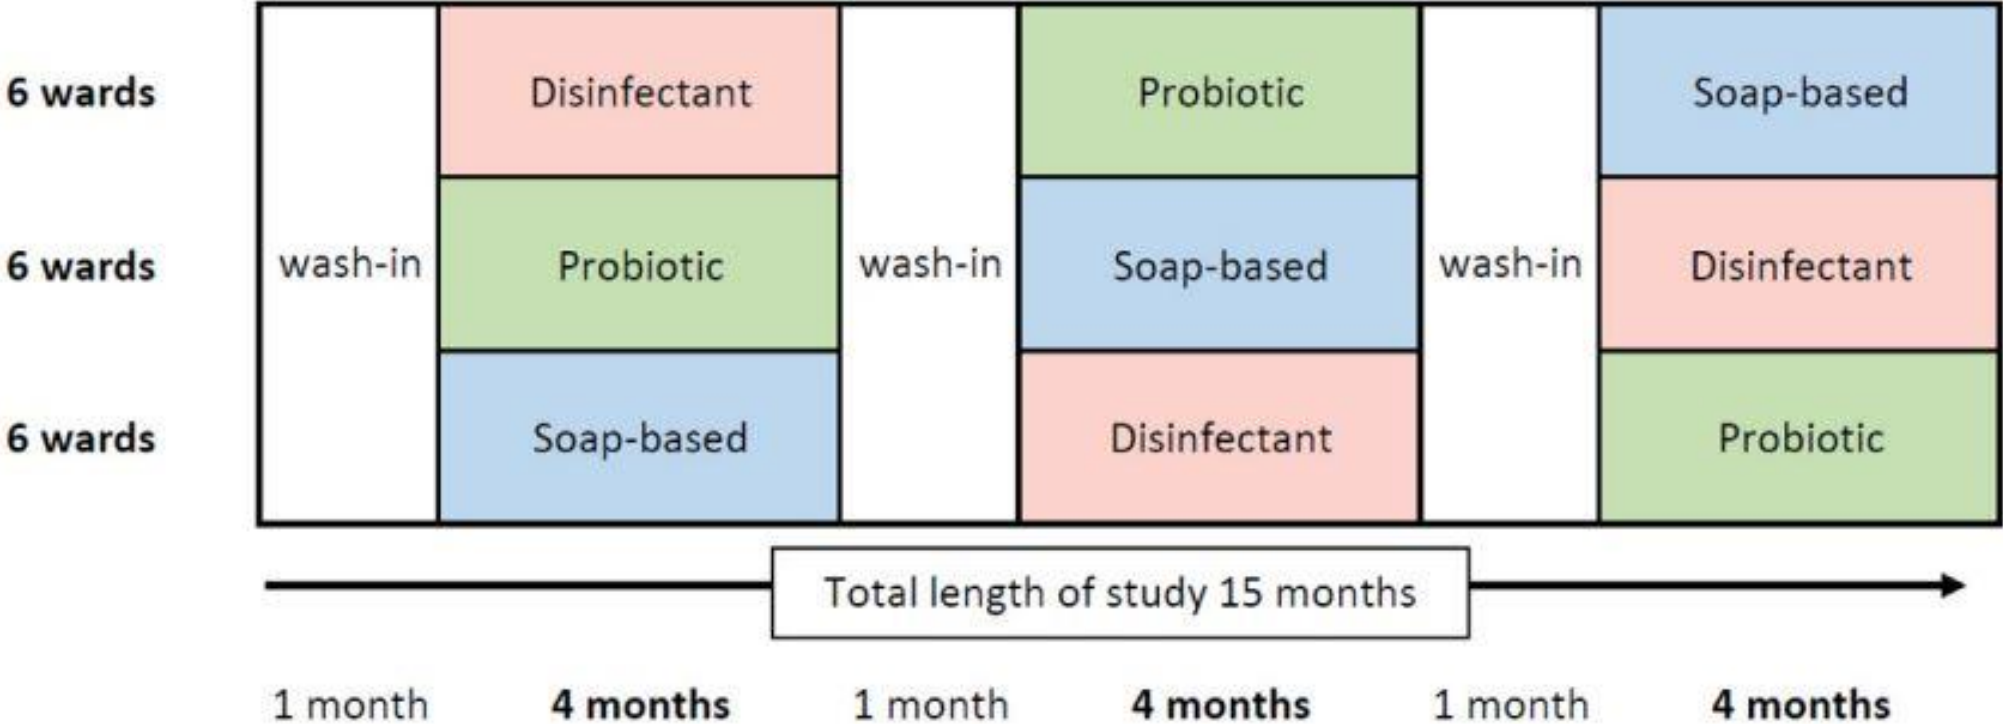 6 wards Disinfectant Probiotic Soap-based
6 wards wash-in Probiotic wash-in Soap-based wash-in Disinfectant
6 wards Soap-based Disinfectant Probiotic
Total length of study 15 months
1 month 4 months 1 month 4 months 1 month 4 months